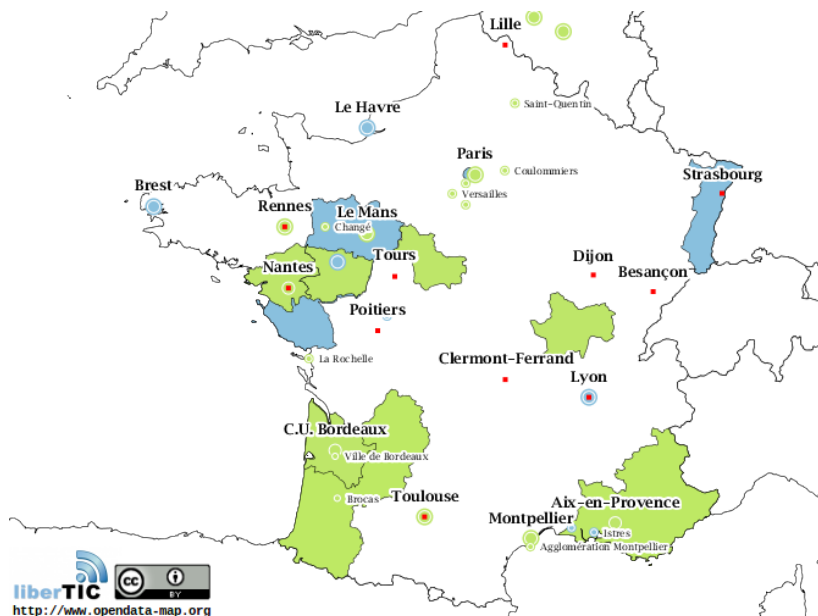 Lille
Saint-Quentin
Le Havre
Paris
Coulommiers
Strasbourg
Brest
Versailles
Rennes
Le Mans
Changé
Tours
Dijon
Nantes
Besançon
Poitiers
La Rochelle
Clermont-Ferrand
Lyon
C.U. Bordeaux
Ville de Bordeaux
Brocas
Toulouse
Aix-en-Provence
Montpellier
Istres
Agglomération Montpellier
liberTIC
cc
BY
http://www.opendata-map.org